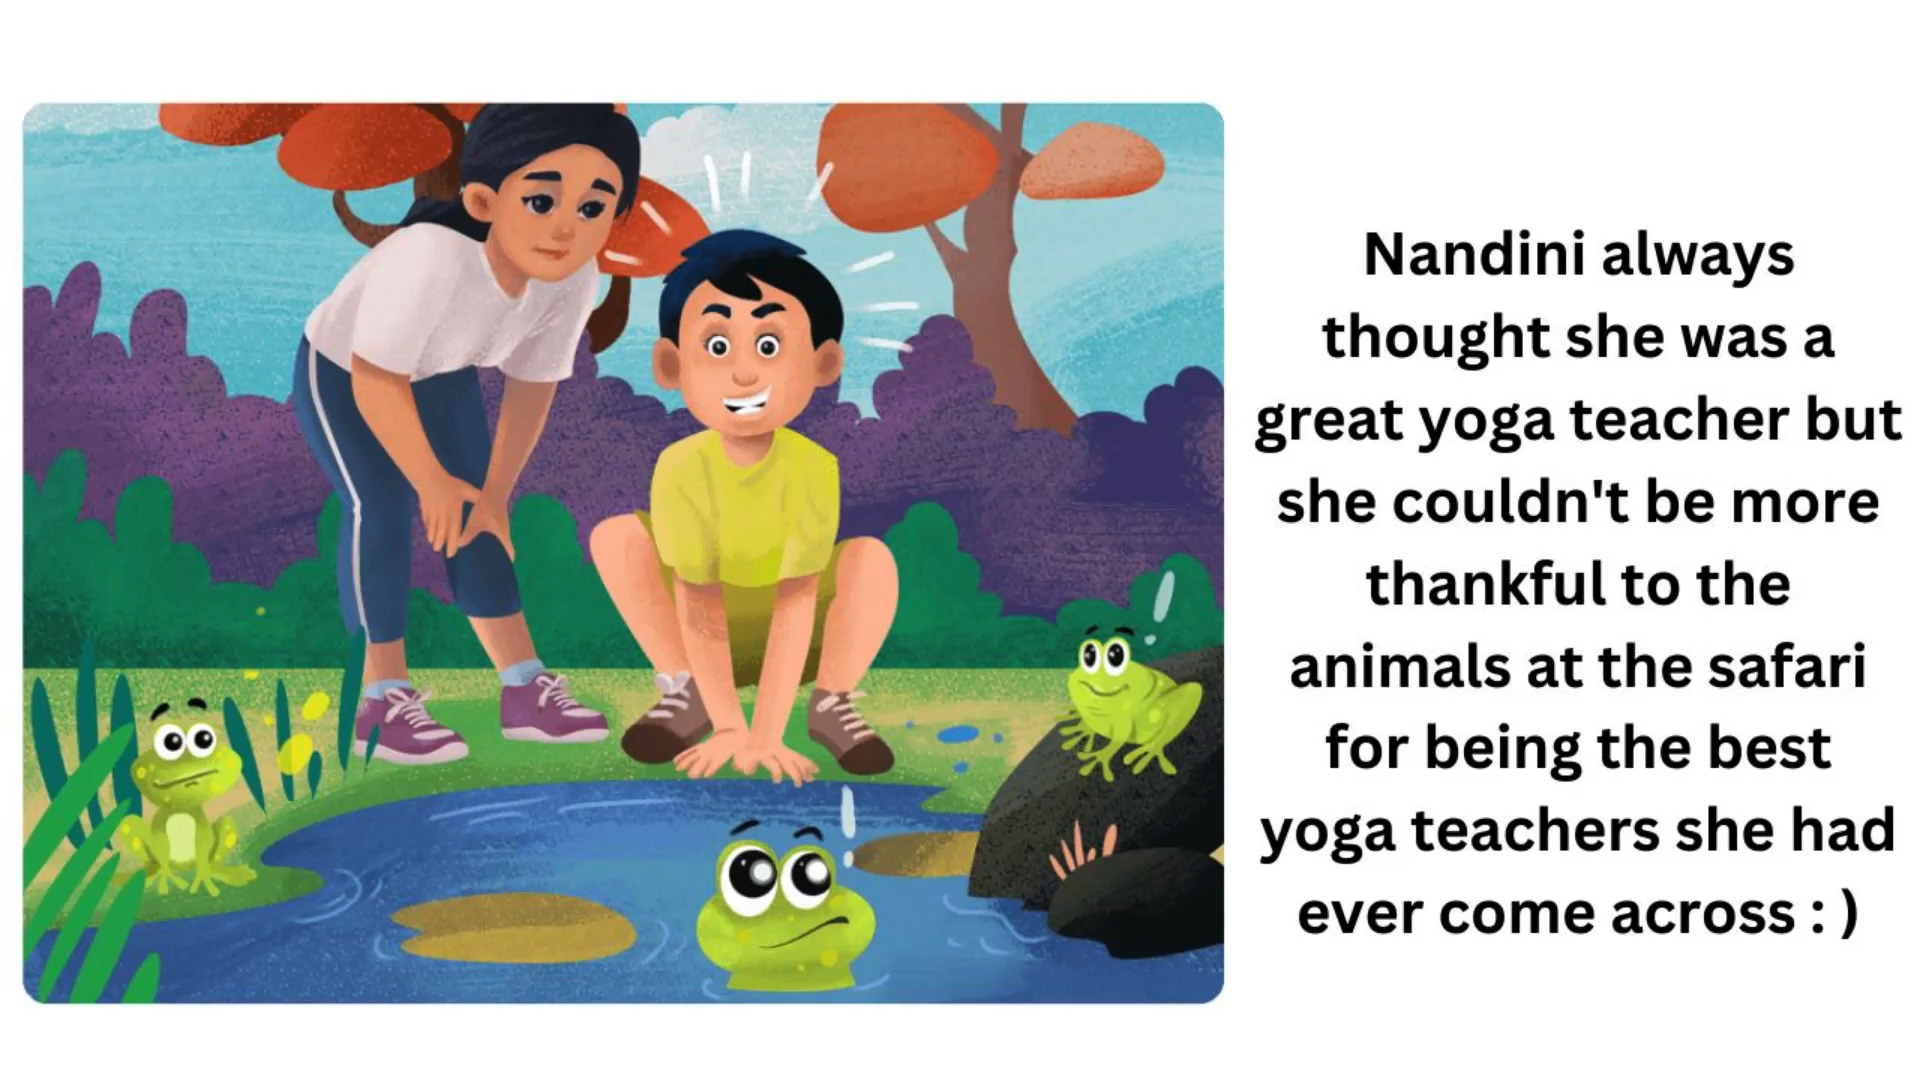 Nandini always
thought she was a
great yoga teacher but
she couldn't be more
thankful to the
animals at the safari
for being the best
yoga teachers she had
ever come across : )